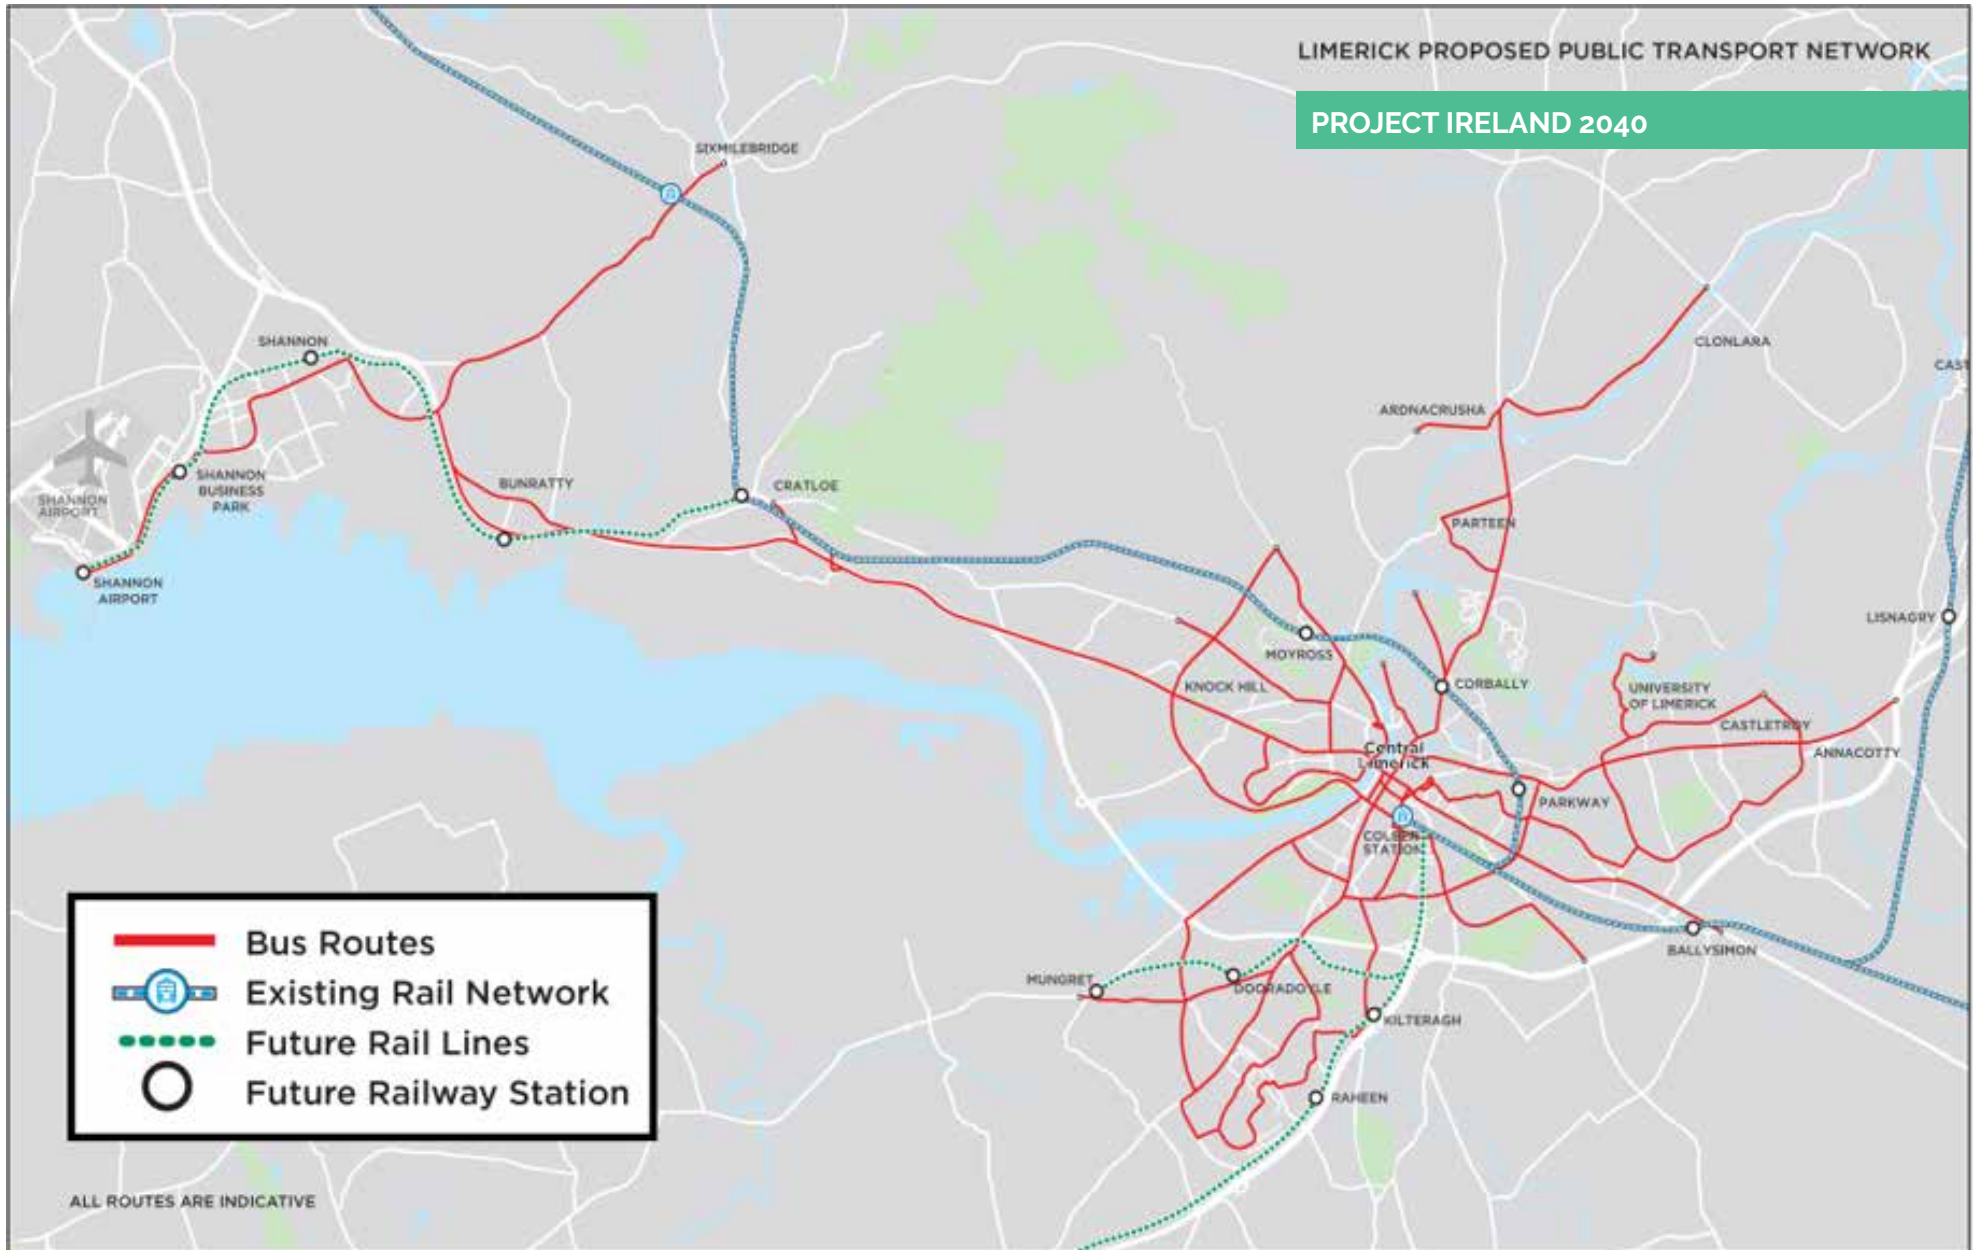 LIMERICK PROPOSED PUBLIC TRANSPORT NETWORK
PROJECT IRELAND 2040
SIXMILEBRIDGE
SHANNON
CLONLARA
CAST
ARDNACRUSHA
SHANNON
BUSINESS
PARK
SHANNON
AIRPORT
BUNRATTY
CRATLOE
PARTEEN
SHANNON
AIRPORT
LISNAGRY
MOYROSS
KNOCK HILL
CORBALLY
UNIVERSITY
OF LIMERICK
CASTLETROY
ANNACOTTY
Central
Limerick
PARKWAY
COLBERT
STATION
BALLYSIMON
MUNGRET
DOORADOYLE
KILTERAGH
RAHEEN
Bus Routes
Existing Rail Network
Future Rail Lines
Future Railway Station
ALL ROUTES ARE INDICATIVE